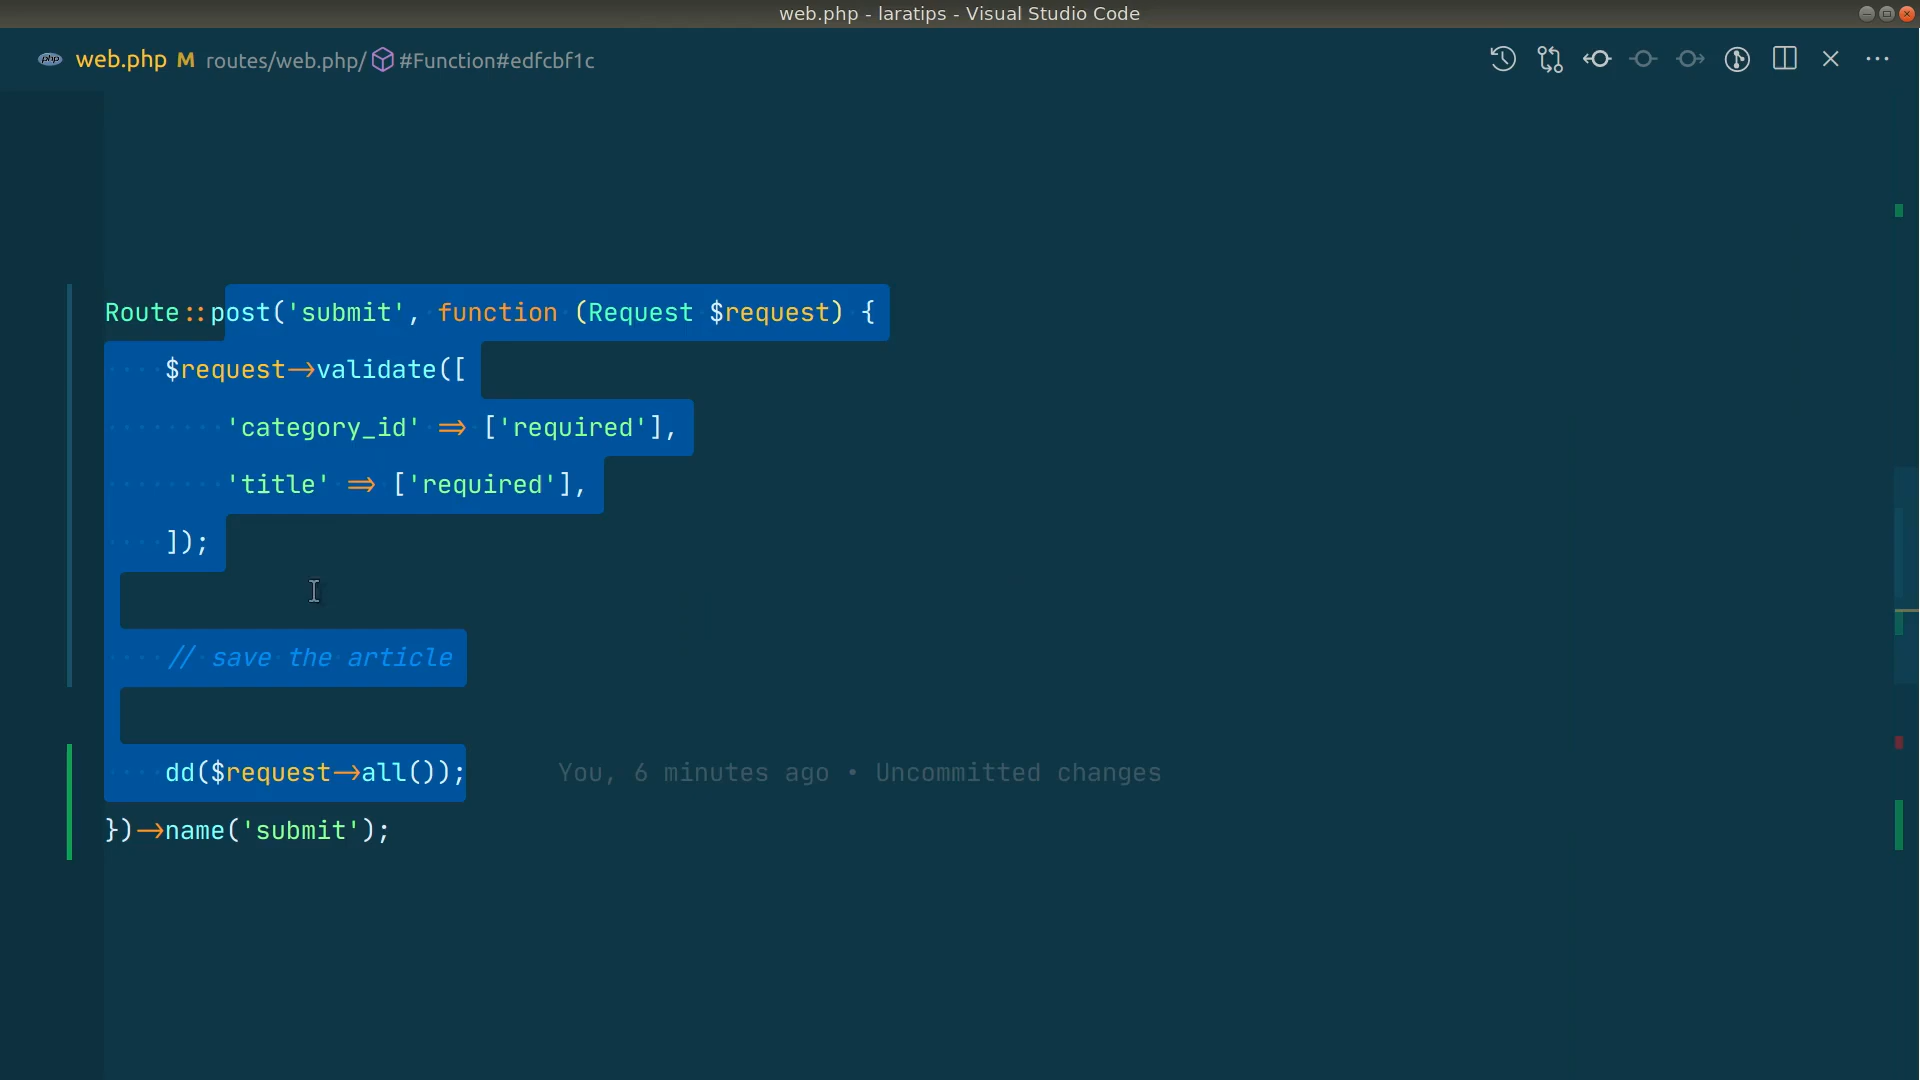 web.php - laratips - Visual Studio Code
php web.php M routes/web.php/ #Function#edfcbf1c
Route::post('submit', function (Request $request) {
    $request->validate([
        'category_id' => ['required'],
        'title' => ['required'],
    ]);
    // save the article
    dd($request->all()); You, 6 minutes ago • Uncommitted changes
})->name('submit');